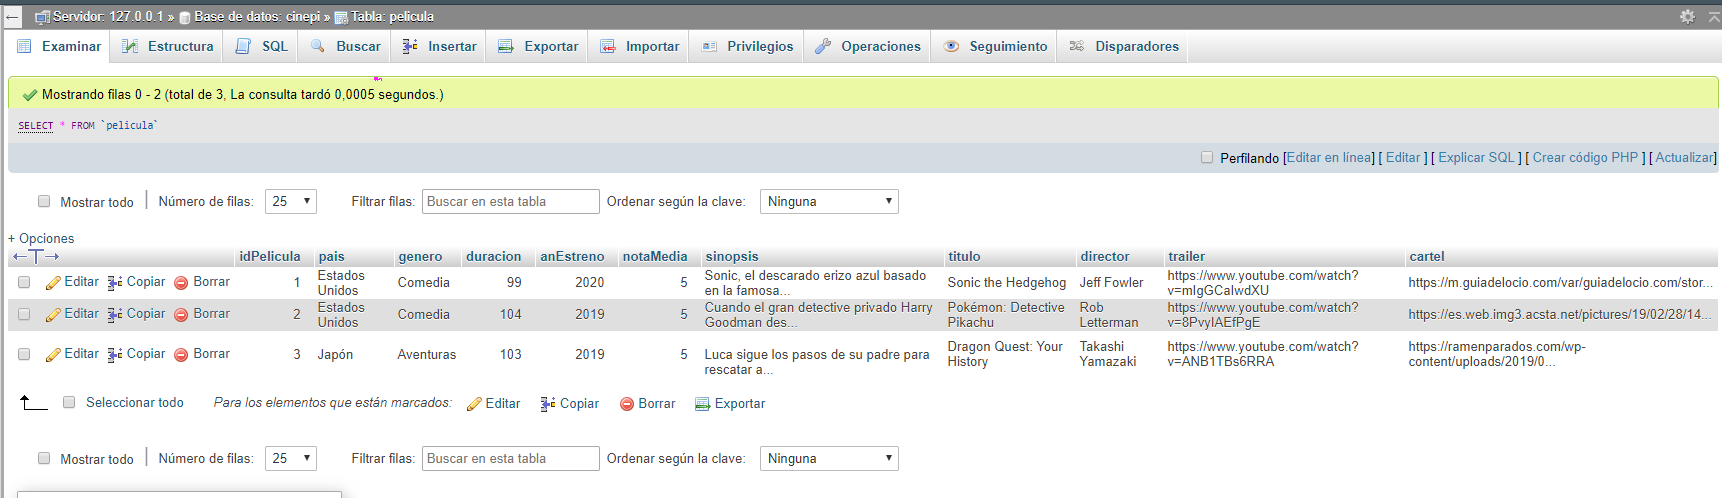 Servidor: 127.0.0.1 » Base de datos: cinepi » Tabla: pelicula
Examinar Estructura SQL Buscar Insertar Exportar Importar Privilegios Operaciones Seguimiento Disparadores
Mostrando filas 0 - 2 (total de 3, La consulta tardó 0,0005 segundos.)
SELECT * FROM `pelicula`
Perfilando [Editar en línea] [ Editar ] [ Explicar SQL ] [ Crear código PHP ] [ Actualizar]
Mostrar todo Número de filas: 25 Filtrar filas: Buscar en esta tabla Ordenar según la clave: Ninguna
+ Opciones
idPelicula pais genero duracion anEstreno notaMedia sinopsis titulo director trailer cartel
Editar Copiar Borrar 1 Estados Unidos Comedia 99 2020 5 Sonic, el descarado erizo azul basado en la famosa... Sonic the Hedgehog Jeff Fowler https://www.youtube.com/watch?v=mIgGCaIwdXU https://m.guiadelocio.com/var/guiadelocio.com/stor...
Editar Copiar Borrar 2 Estados Unidos Comedia 104 2019 5 Cuando el gran detective privado Harry Goodman des... Pokémon: Detective Pikachu Rob Letterman https://www.youtube.com/watch?v=8PvyIAEfPgE https://es.web.img3.acsta.net/pictures/19/02/28/14...
Editar Copiar Borrar 3 Japón Aventuras 103 2019 5 Luca sigue los pasos de su padre para rescatar a... Dragon Quest: Your History Takashi Yamazaki https://www.youtube.com/watch?v=ANB1TBs6RRA https://ramenparados.com/wp-content/uploads/2019/0...
Seleccionar todo Para los elementos que están marcados: Editar Copiar Borrar Exportar
Mostrar todo Número de filas: 25 Filtrar filas: Buscar en esta tabla Ordenar según la clave: Ninguna